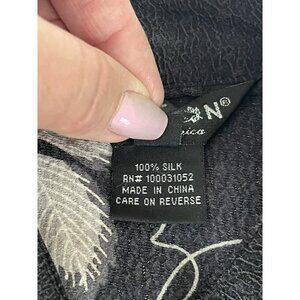 N®
100% SILK
RN# 100031052
MADE IN CHINA
CARE ON REVERSE